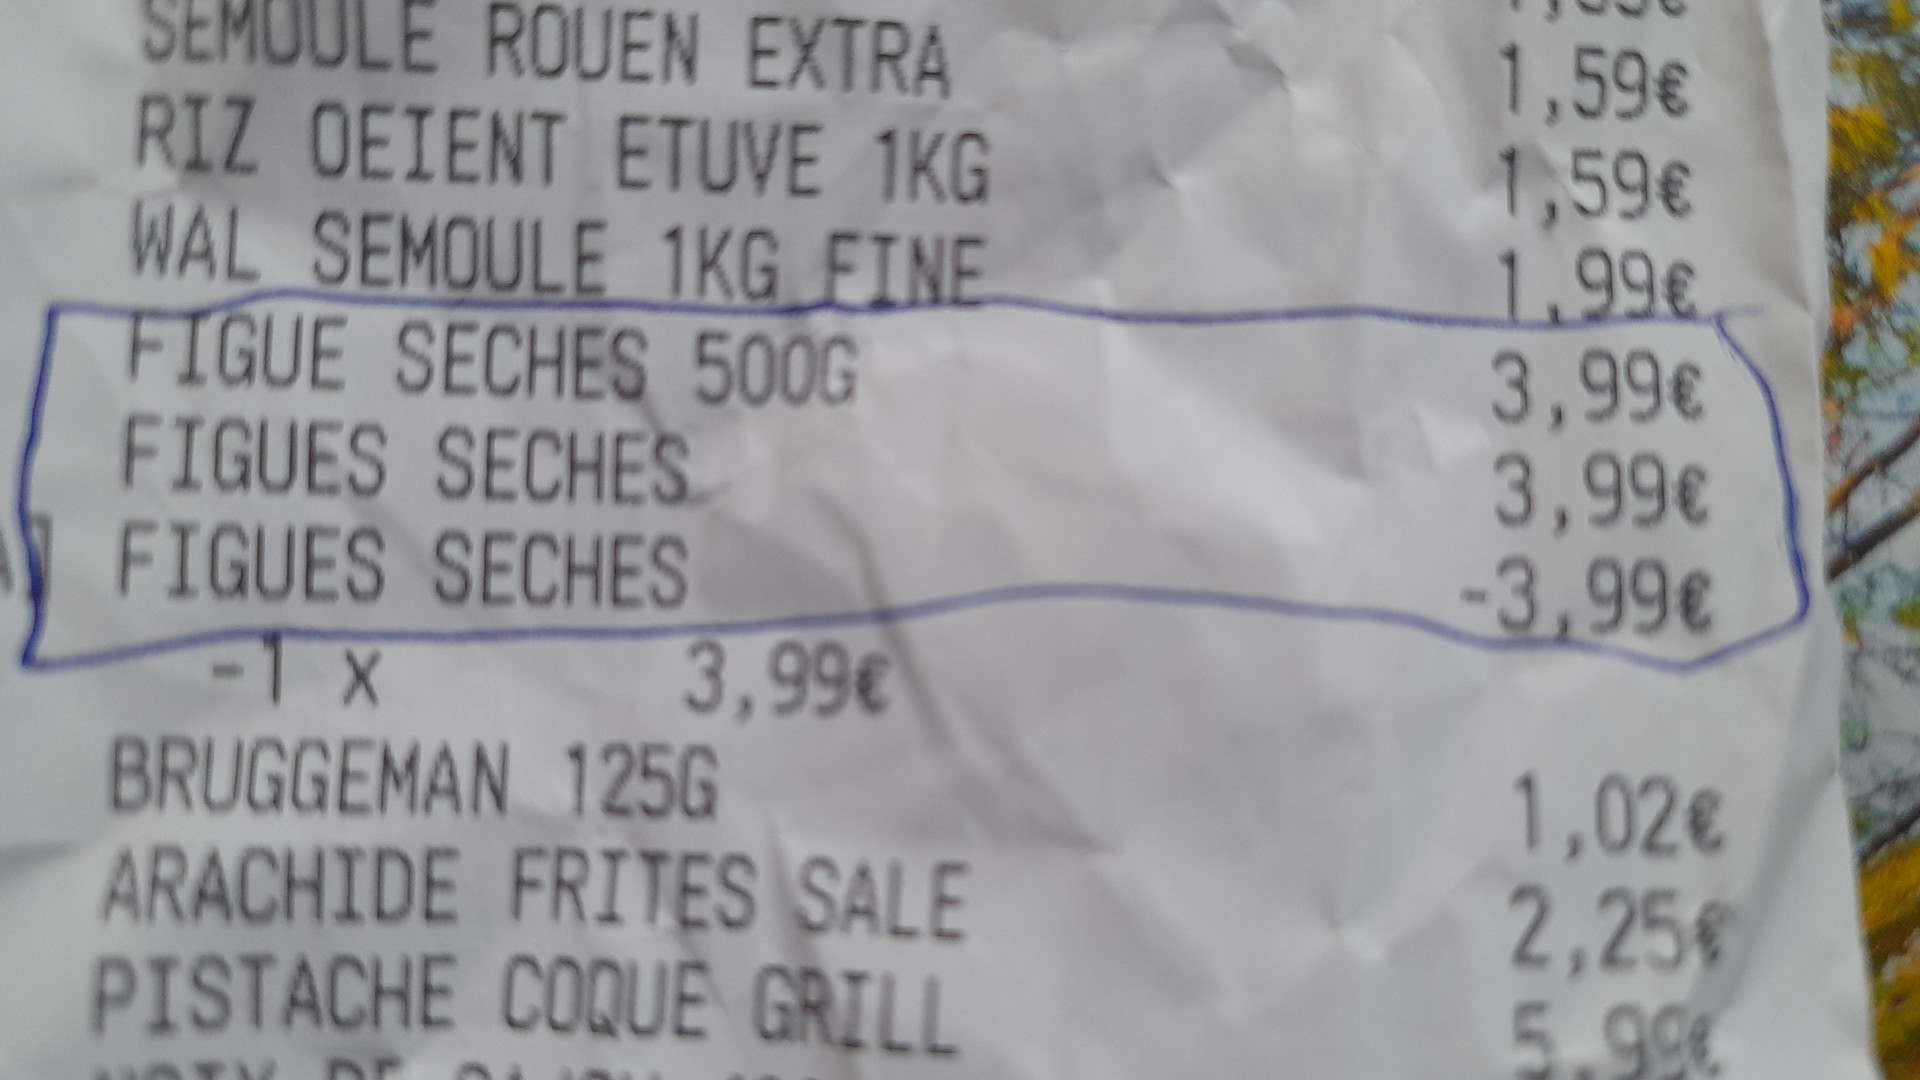 SEMOULE ROUEN EXTRA 1,59€
RIZ OEIENT ETUVE 1KG 1,59€
WAL SEMOULE 1KG FINE 1,99€
FIGUE SECHES 500G 3,99€
FIGUES SECHES 3,99€
FIGUES SECHES -3,99€
-1 x 3,99€
BRUGGEMAN 125G 1,02€
ARACHIDE FRITES SALE 2,25€
PISTACHE COQUE GRILL 5,99€